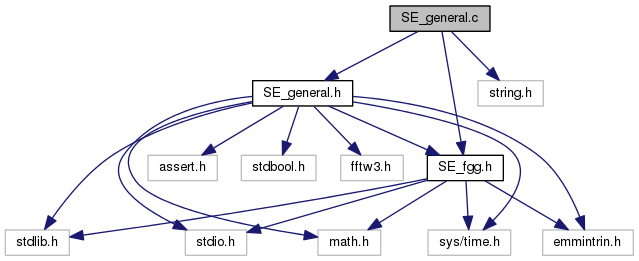 SE_general.c
SE_general.h
string.h
assert.h
stdbool.h
fftw3.h
SE_fgg.h
stdlib.h
stdio.h
math.h
sys/time.h
emmintrin.h